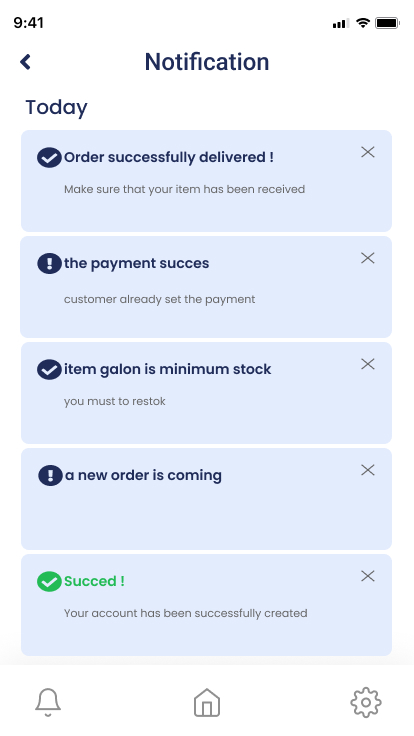 9:41
Notification
Today
Order successfully delivered !
Make sure that your item has been received
the payment succes
customer already set the payment
item galon is minimum stock
you must to restok
a new order is coming
Succed !
Your account has been successfully created